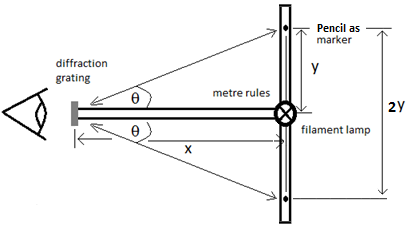 Pencil as
marker
diffraction
grating
y
θ
metre rules
2y
filament lamp
θ
x